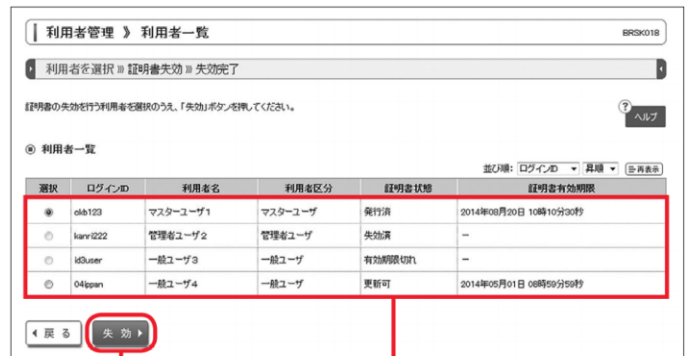 利用者管理 》 利用者一覧 BRSK018
利用者を選択 》 証明書失効 》 失効完了
証明書の失効を行う利用者を選択のうえ、「失効」ボタンを押してください。
? ヘルプ
◉ 利用者一覧
並び順: ログインID 昇順 再表示
選択 ログインID 利用者名 利用者区分 証明書状態 証明書有効期限
okb123 マスターユーザ1 マスターユーザ 発行済 2014年08月20日 10時10分30秒
kanri222 管理者ユーザ2 管理者ユーザ 失効済 −
id3user 一般ユーザ3 一般ユーザ 有効期限切れ −
04ippan 一般ユーザ4 一般ユーザ 更新可 2014年05月01日 08時59分59秒
戻る 失効